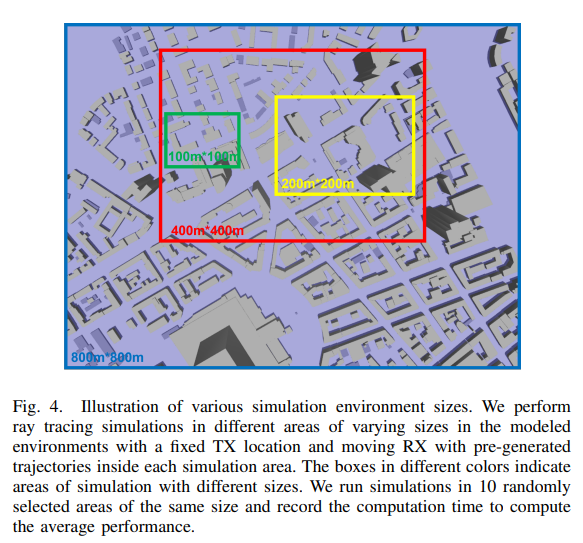 100m*100m
200m*200m
400m*400m
800m*800m
Fig. 4. Illustration of various simulation environment sizes. We perform
ray tracing simulations in different areas of varying sizes in the modeled
environments with a fixed TX location and moving RX with pre-generated
trajectories inside each simulation area. The boxes in different colors indicate
areas of simulation with different sizes. We run simulations in 10 randomly
selected areas of the same size and record the computation time to compute
the average performance.